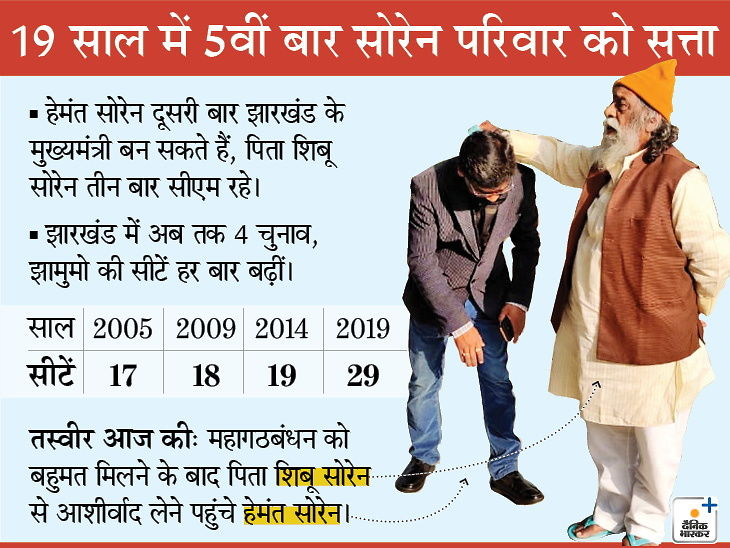 19 साल में 5वीं बार सोरेन परिवार को सत्ता
▪ हेमंत सोरेन दूसरी बार झारखंड के
मुख्यमंत्री बन सकते हैं, पिता शिबू
सोरेन तीन बार सीएम रहे।
▪ झारखंड में अब तक 4 चुनाव,
झामुमो की सीटें हर बार बढ़ीं।
साल 2005 2009 2014 2019
सीटें 17 18 19 29
तस्वीर आज की: महागठबंधन को
बहुमत मिलने के बाद पिता शिबू सोरेन
से आशीर्वाद लेने पहुंचे हेमंत सोरेन।
दैनिक
भास्कर
+